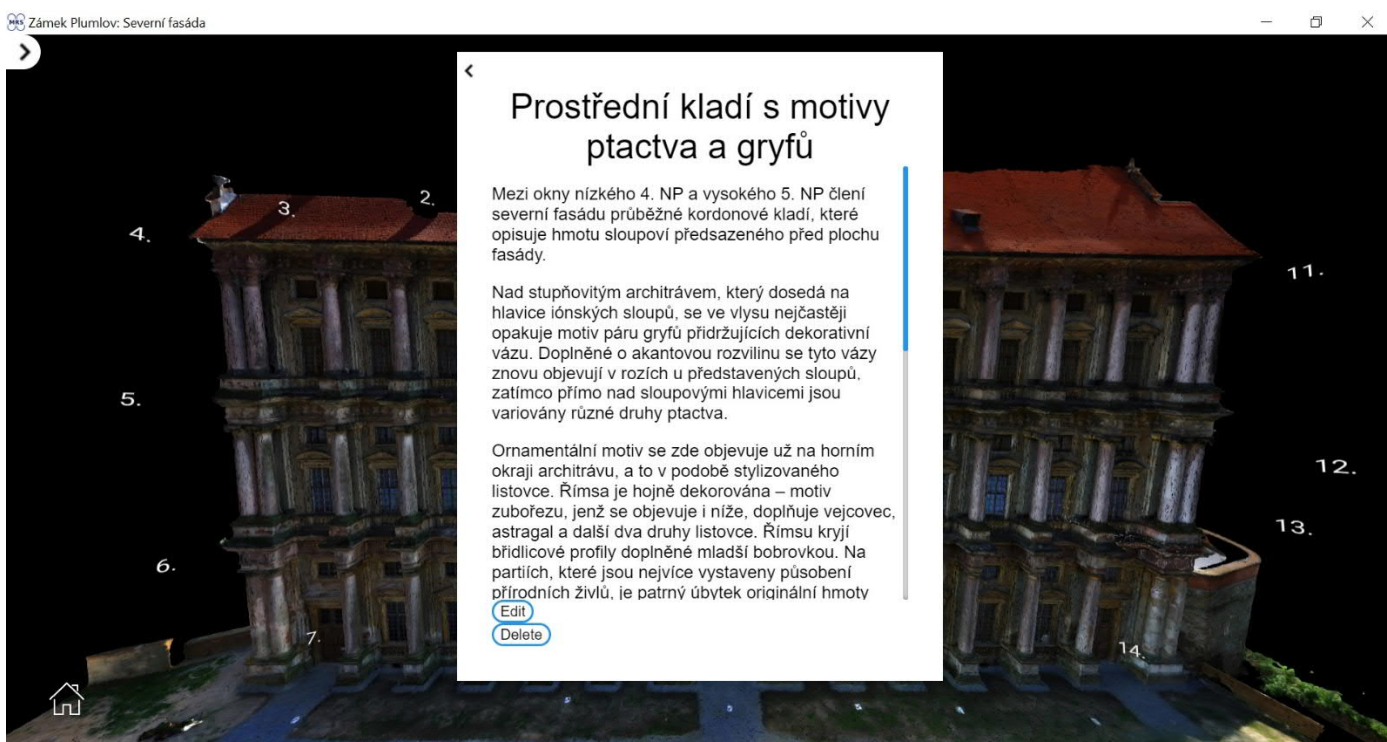 MRS Zámek Plumlov: Severní fasáda
Prostřední kladí s motivy
ptactva a gryfů
Mezi okny nízkého 4. NP a vysokého 5. NP člení
severní fasádu průběžné kordonové kladí, které
opisuje hmotu sloupoví předsazeného před plochu
fasády.
Nad stupňovitým architrávem, který dosedá na
hlavice iónských sloupů, se ve vlysu nejčastěji
opakuje motiv páru gryfů přidržujících dekorativní
vázu. Doplněné o akantovou rozvilinu se tyto vázy
znovu objevují v rozích u představených sloupů,
zatímco přímo nad sloupovými hlavicemi jsou
variovány různé druhy ptactva.
Ornamentální motiv se zde objevuje už na horním
okraji architrávu, a to v podobě stylizovaného
listovce. Římsa je hojně dekorována – motiv
zubořezu, jenž se objevuje i níže, doplňuje vejcovec,
astragal a další dva druhy listovce. Římsu kryjí
břidlicové profily doplněné mladší bobrovkou. Na
partiích, které jsou nejvíce vystaveny působení
přírodních živlů, je patrný úbytek originální hmoty
Edit
Delete
2.
3.
4.
5.
6.
7.
11.
12.
13.
14.